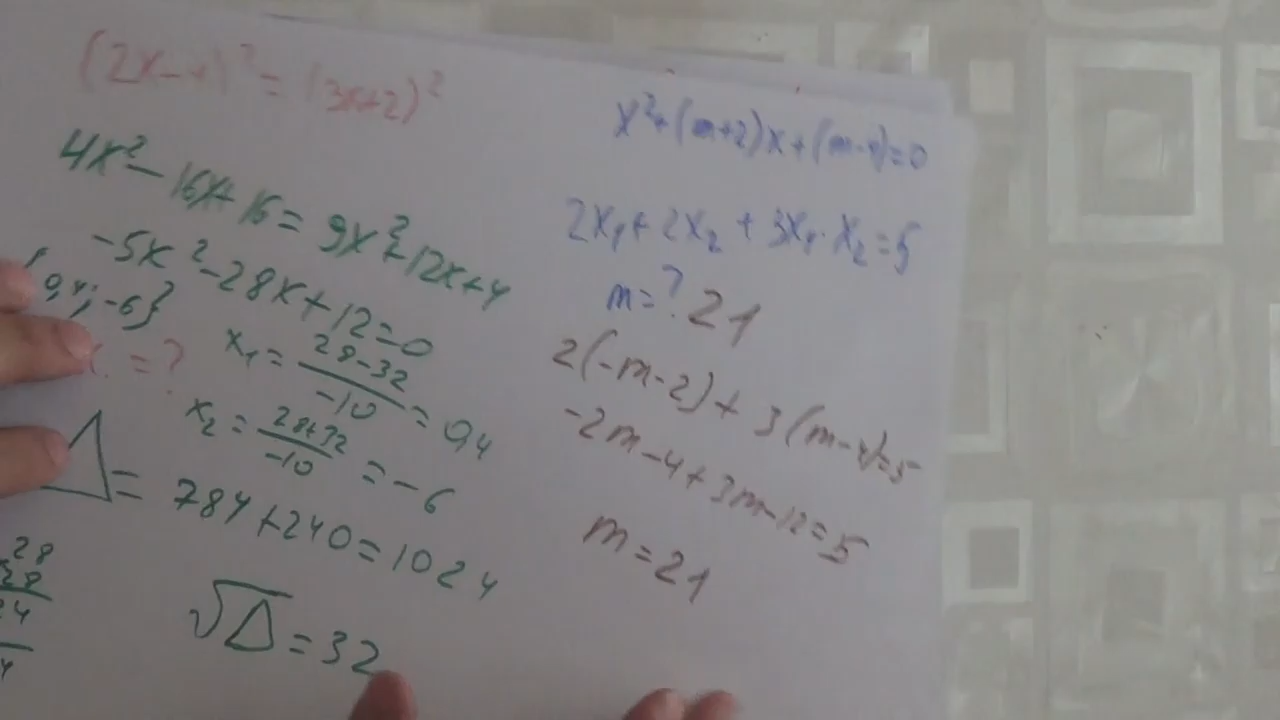 (2x-4)² = (3x+2)²
4x² - 16x + 16 = 9x² + 12x + 4
-5x² - 28x + 12 = 0
0,4; -6}
x₁ = (28-32)/(-10) = 0,4
= ?
x₂ = (28+32)/(-10) = -6
Δ = 784 + 240 = 1024
28
28
√Δ = 32
x² + (m+2)x + (m-4) = 0
2x₁ + 2x₂ + 3x₁·x₂ = 5
m = ? 21
2(-m-2) + 3(m-4) = 5
-2m - 4 + 3m - 12 = 5
m = 21